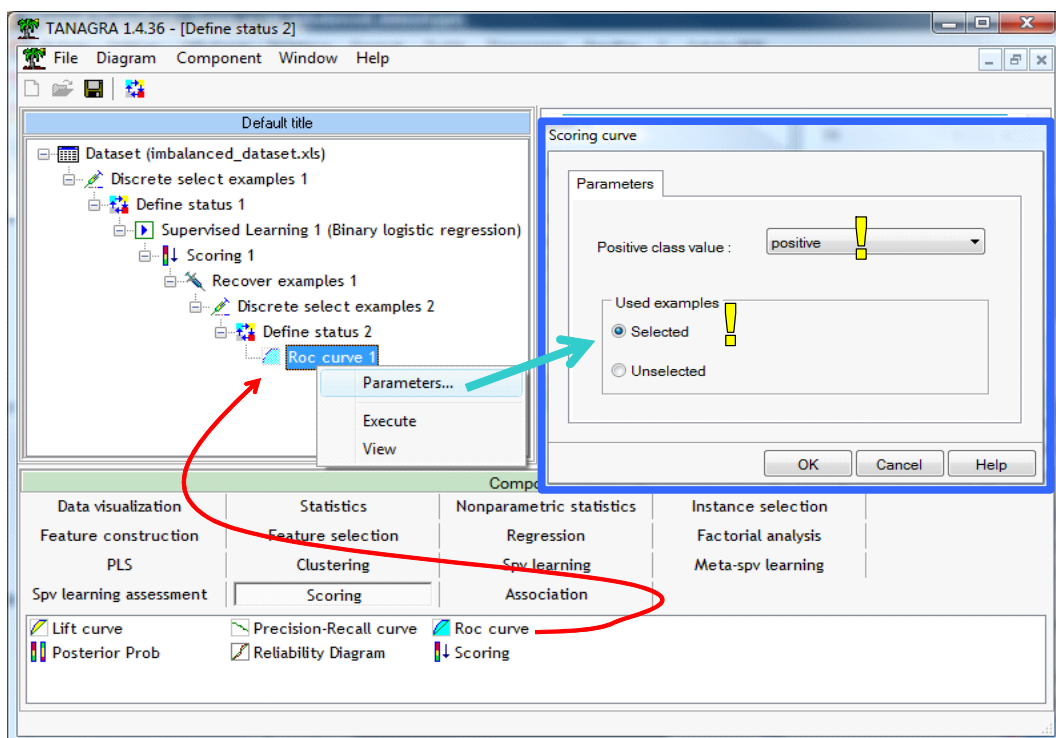 TANAGRA 1.4.36 - [Define status 2]
File Diagram Component Window Help
Default title
Dataset (imbalanced_dataset.xls)
Discrete select examples 1
Define status 1
Supervised Learning 1 (Binary logistic regression)
Scoring 1
Recover examples 1
Discrete select examples 2
Define status 2
Roc curve 1
Parameters...
Execute
View
Scoring curve
Parameters
Positive class value :
positive
Used examples
Selected
Unselected
OK Cancel Help
Compo
Data visualization Statistics Nonparametric statistics Instance selection
Feature construction Feature selection Regression Factorial analysis
PLS Clustering Spv learning Meta-spv learning
Spv learning assessment Scoring Association
Lift curve Precision-Recall curve Roc curve
Posterior Prob Reliability Diagram Scoring